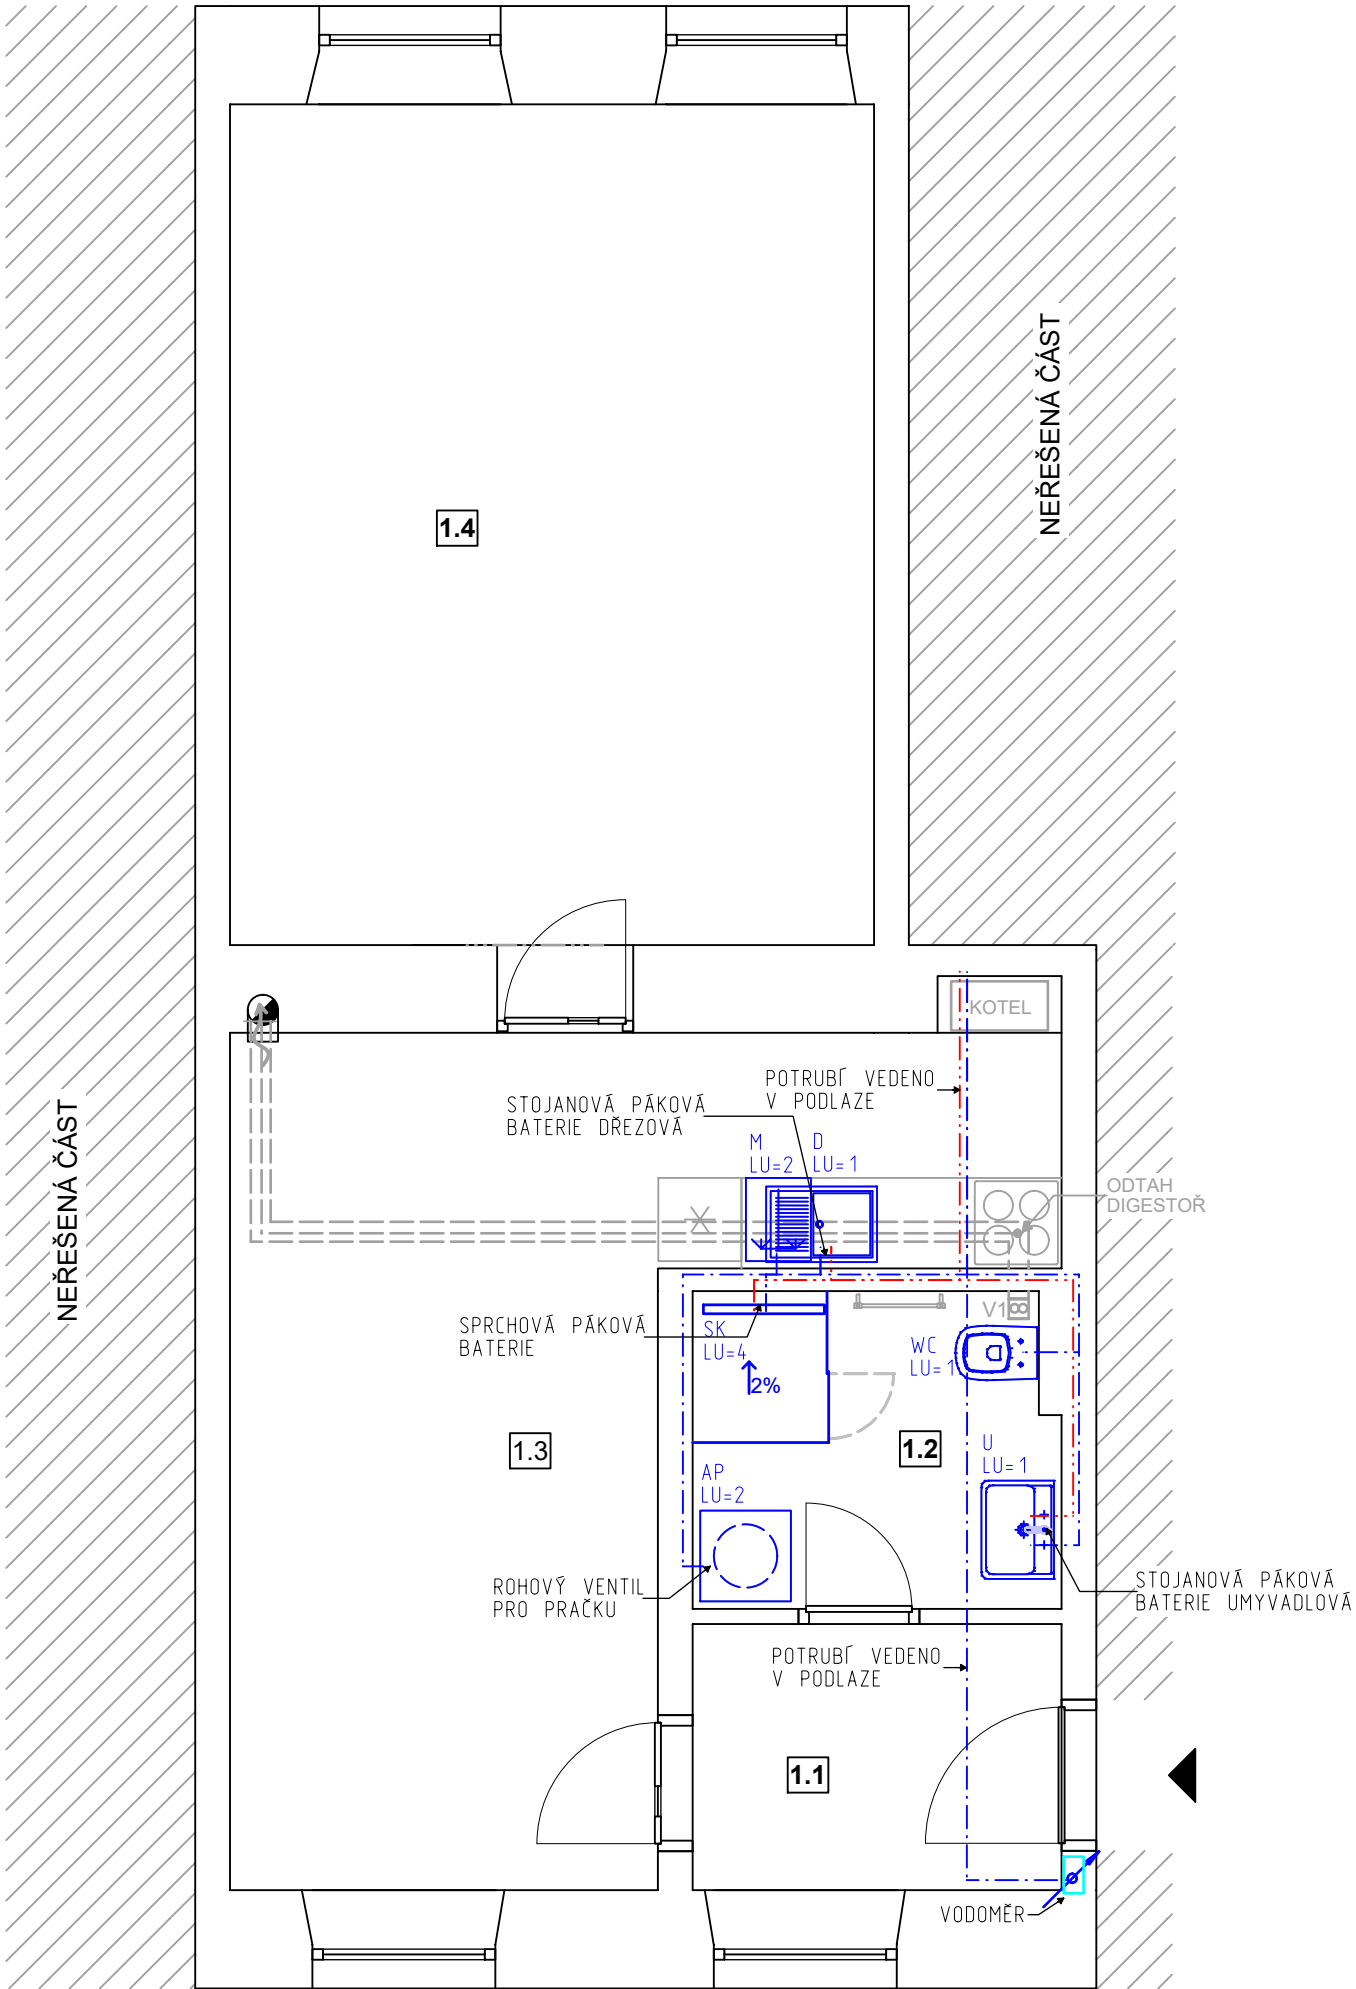 NEŘEŠENÁ ČÁST
1.4
KOTEL
POTRUBÍ VEDENO
V PODLAZE
STOJANOVÁ PÁKOVÁ
BATERIE DŘEZOVÁ
M
LU=2
D
LU=1
NEŘEŠENÁ ČÁST
ODTAH
DIGESTOŘ
SPRCHOVÁ PÁKOVÁ
BATERIE
SK
LU=4
2%
V1
WC
LU=1
1.3
1.2
U
LU=1
AP
LU=2
ROHOVÝ VENTIL
PRO PRAČKU
STOJANOVÁ PÁKOVÁ
BATERIE UMYVADLOVÁ
POTRUBÍ VEDENO
V PODLAZE
1.1
VODOMĚR